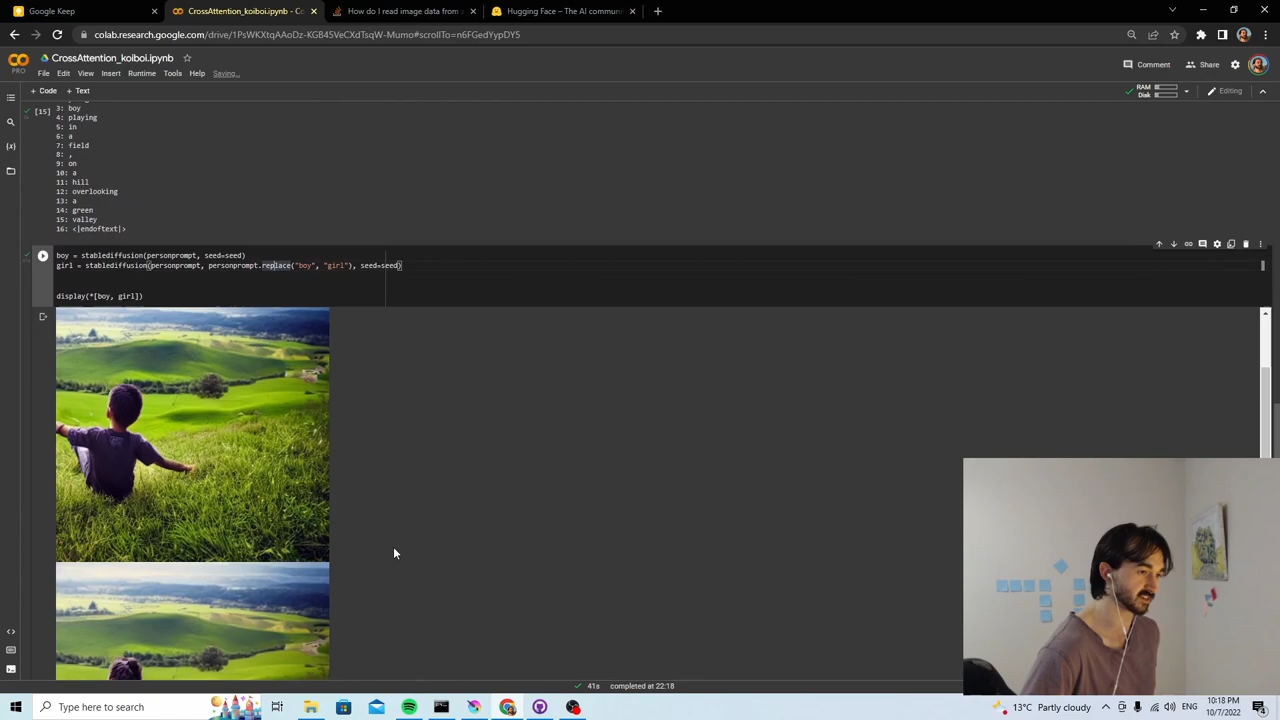 Google Keep
CrossAttention_koiboi.ipynb - Co
How do I read image data from
Hugging Face – The AI commun
colab.research.google.com/drive/1PsWKXtqAAoDz-KGB45VeCXdTsqW-Mumo#scrollTo=n6FGedYypDY5
CO
PRO
CrossAttention_koiboi.ipynb
File Edit View Insert Runtime Tools Help Saving...
Comment
Share
+ Code + Text
RAM
Disk
Editing
[15]
3: boy
4: playing
5: in
6: a
7: field
8: ,
9: on
10: a
11: hill
12: overlooking
13: a
14: green
15: valley
16: <|endoftext|>
boy = stablediffusion(personprompt, seed=seed)
girl = stablediffusion(personprompt, personprompt.replace("boy", "girl"), seed=seed)
display(*[boy, girl])
41s completed at 22:18
Type here to search
13°C Partly cloudy
ENG
10:18 PM
10/7/2022